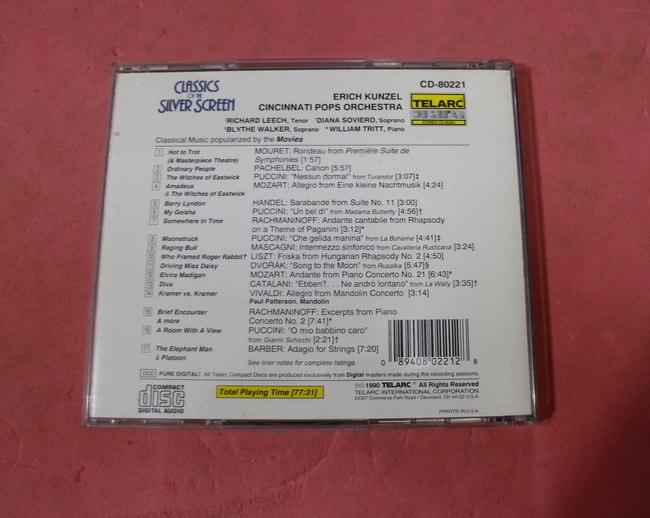 CLASSICS
OF THE
SILVER SCREEN
CD-80221
ERICH KUNZEL
CINCINNATI POPS ORCHESTRA
TELARC
DIGITAL
‡RICHARD LEECH, Tenor †DIANA SOVIERO, Soprano
§BLYTHE WALKER, Soprano *WILLIAM TRITT, Piano
Classical Music popularized by the Movies
1 Hot to Trot MOURET: Rondeau from Première Suite de
(& Masterpiece Theatre) Symphonies [1:57]
2 Ordinary People PACHELBEL: Canon [5:57]
3 The Witches of Eastwick PUCCINI: "Nessun dorma!" from Turandot [3:07]‡
4 Amadeus MOZART: Allegro from Eine kleine Nachtmusik [4:24]
& The Witches of Eastwick
5 Barry Lyndon HANDEL: Sarabande from Suite No. 11 [3:00]
6 My Geisha PUCCINI: "Un bel di" from Madama Butterfly [4:56]†
7 Somewhere in Time RACHMANINOFF: Andante cantabile from Rhapsody
on a Theme of Paganini [3:12]*
8 Moonstruck PUCCINI: "Che gelida manina" from La Bohème [4:41]‡
9 Raging Bull MASCAGNI: Intermezzo sinfonico from Cavalleria Rusticana [3:24]
10 Who Framed Roger Rabbit? LISZT: Friska from Hungarian Rhapsody No. 2 [4:50]
11 Driving Miss Daisy DVOŘÁK: "Song to the Moon" from Rusalka [5:47]§
12 Elvira Madigan MOZART: Andante from Piano Concerto No. 21 [6:43]*
13 Diva CATALANI: "Ebben?. . . Ne andrò lontano" from La Wally [3:35]†
14 Kramer vs. Kramer VIVALDI: Allegro from Mandolin Concerto [3:14]
Paul Patterson, Mandolin
15 Brief Encounter RACHMANINOFF: Excerpts from Piano
& more Concerto No. 2 [7:41]*
16 A Room With A View PUCCINI: "O mio babbino caro"
from Gianni Schicchi [2:21]†
17 The Elephant Man BARBER: Adagio for Strings [7:20]
& Platoon
See liner notes for complete listings.
0 89408 02212 8
DDD PURE DIGITAL! All Telarc Compact Discs are produced exclusively from Digital masters made during the recording sessions.
COMPACT
disc
DIGITAL AUDIO
Total Playing Time [77:31]
©℗ 1990 TELARC® All Rights Reserved
TELARC INTERNATIONAL CORPORATION
23307 Commerce Park Road • Cleveland, OH 44122 U.S.A.
PRINTED IN U.S.A.